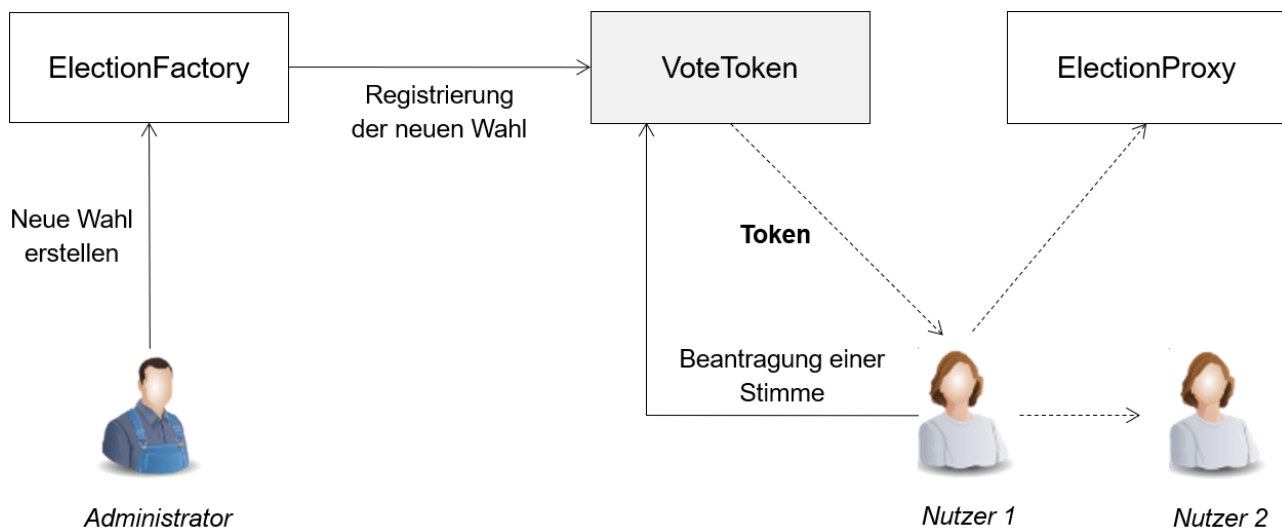 ElectionFactory
VoteToken
ElectionProxy
Registrierung
der neuen Wahl
Neue Wahl
erstellen
Token
Beantragung einer
Stimme
Administrator
Nutzer 1
Nutzer 2